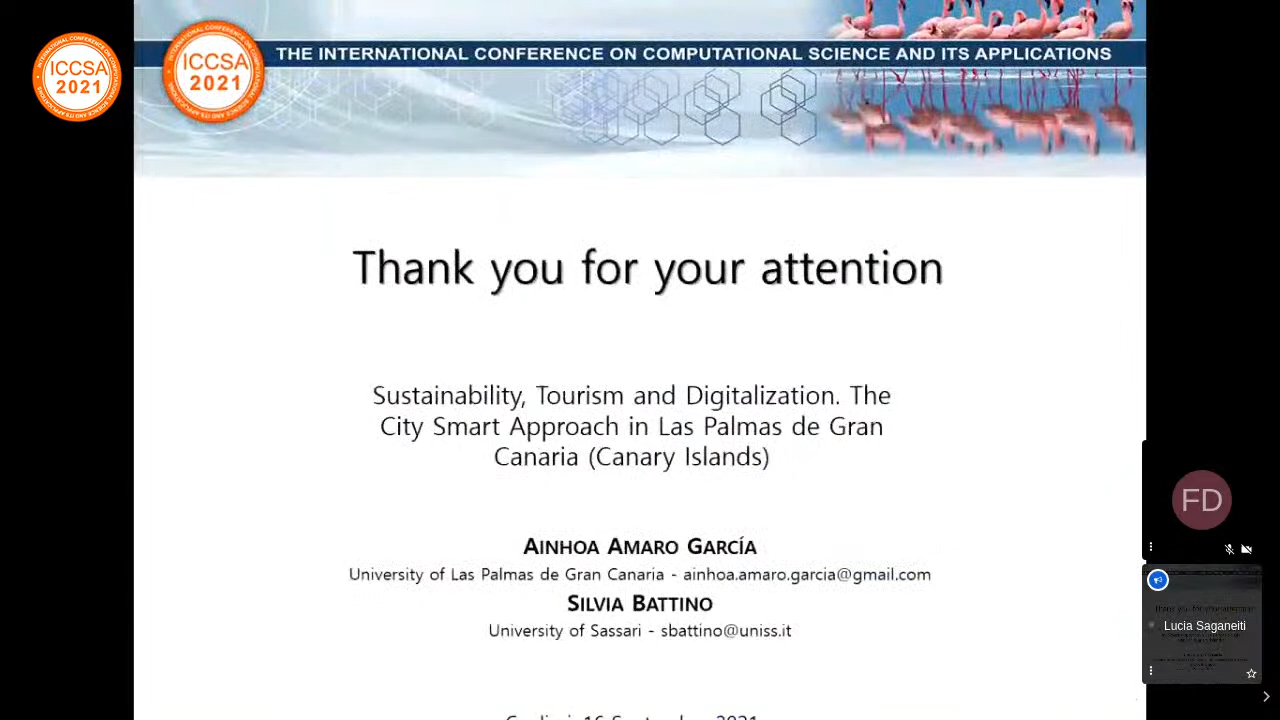 ICCSA
2021
ICCSA
2021
THE INTERNATIONAL CONFERENCE ON COMPUTATIONAL SCIENCE AND ITS APPLICATIONS
Thank you for your attention
Sustainability, Tourism and Digitalization. The
City Smart Approach in Las Palmas de Gran
Canaria (Canary Islands)
AINHOA AMARO GARCÍA
University of Las Palmas de Gran Canaria - ainhoa.amaro.garcia@gmail.com
SILVIA BATTINO
University of Sassari - sbattino@uniss.it
FD
Lucia Saganeiti